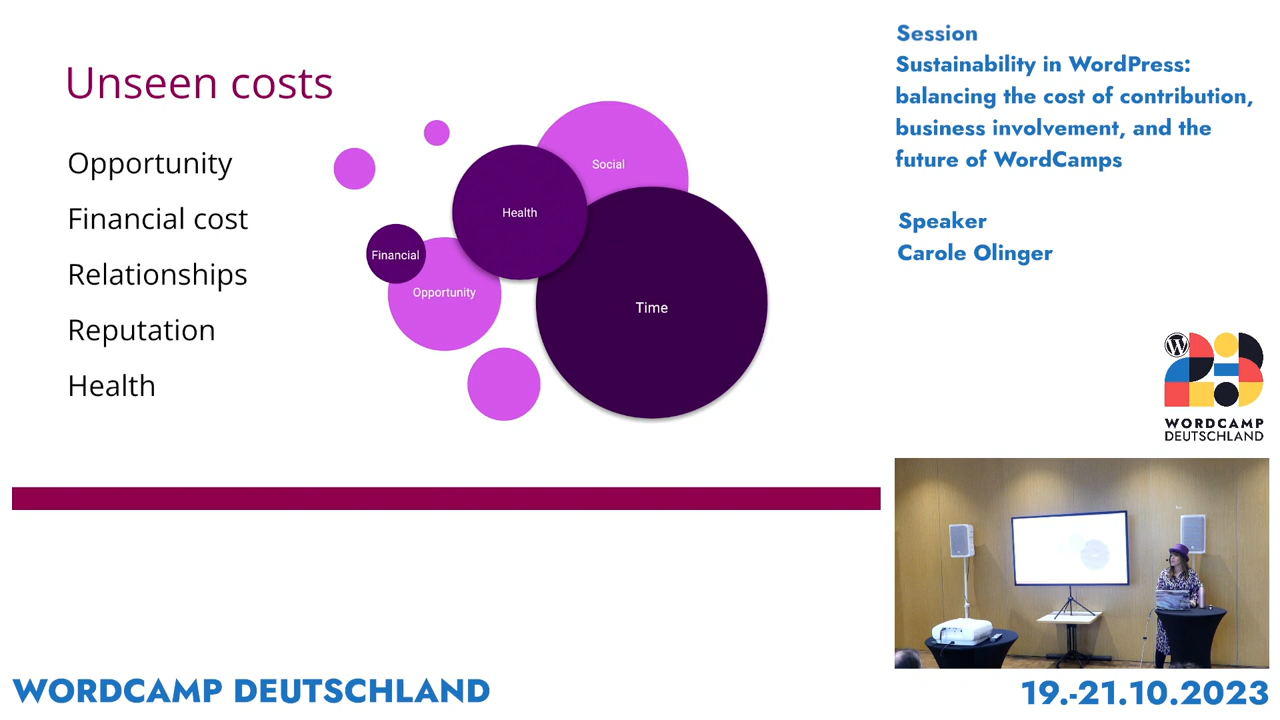 Unseen costs
Opportunity
Financial cost
Relationships
Reputation
Health
Social
Health
Financial
Opportunity
Time
Session
Sustainability in WordPress:
balancing the cost of contribution,
business involvement, and the
future of WordCamps
Speaker
Carole Olinger
WORDCAMP
DEUTSCHLAND
WORDCAMP DEUTSCHLAND
19.-21.10.2023